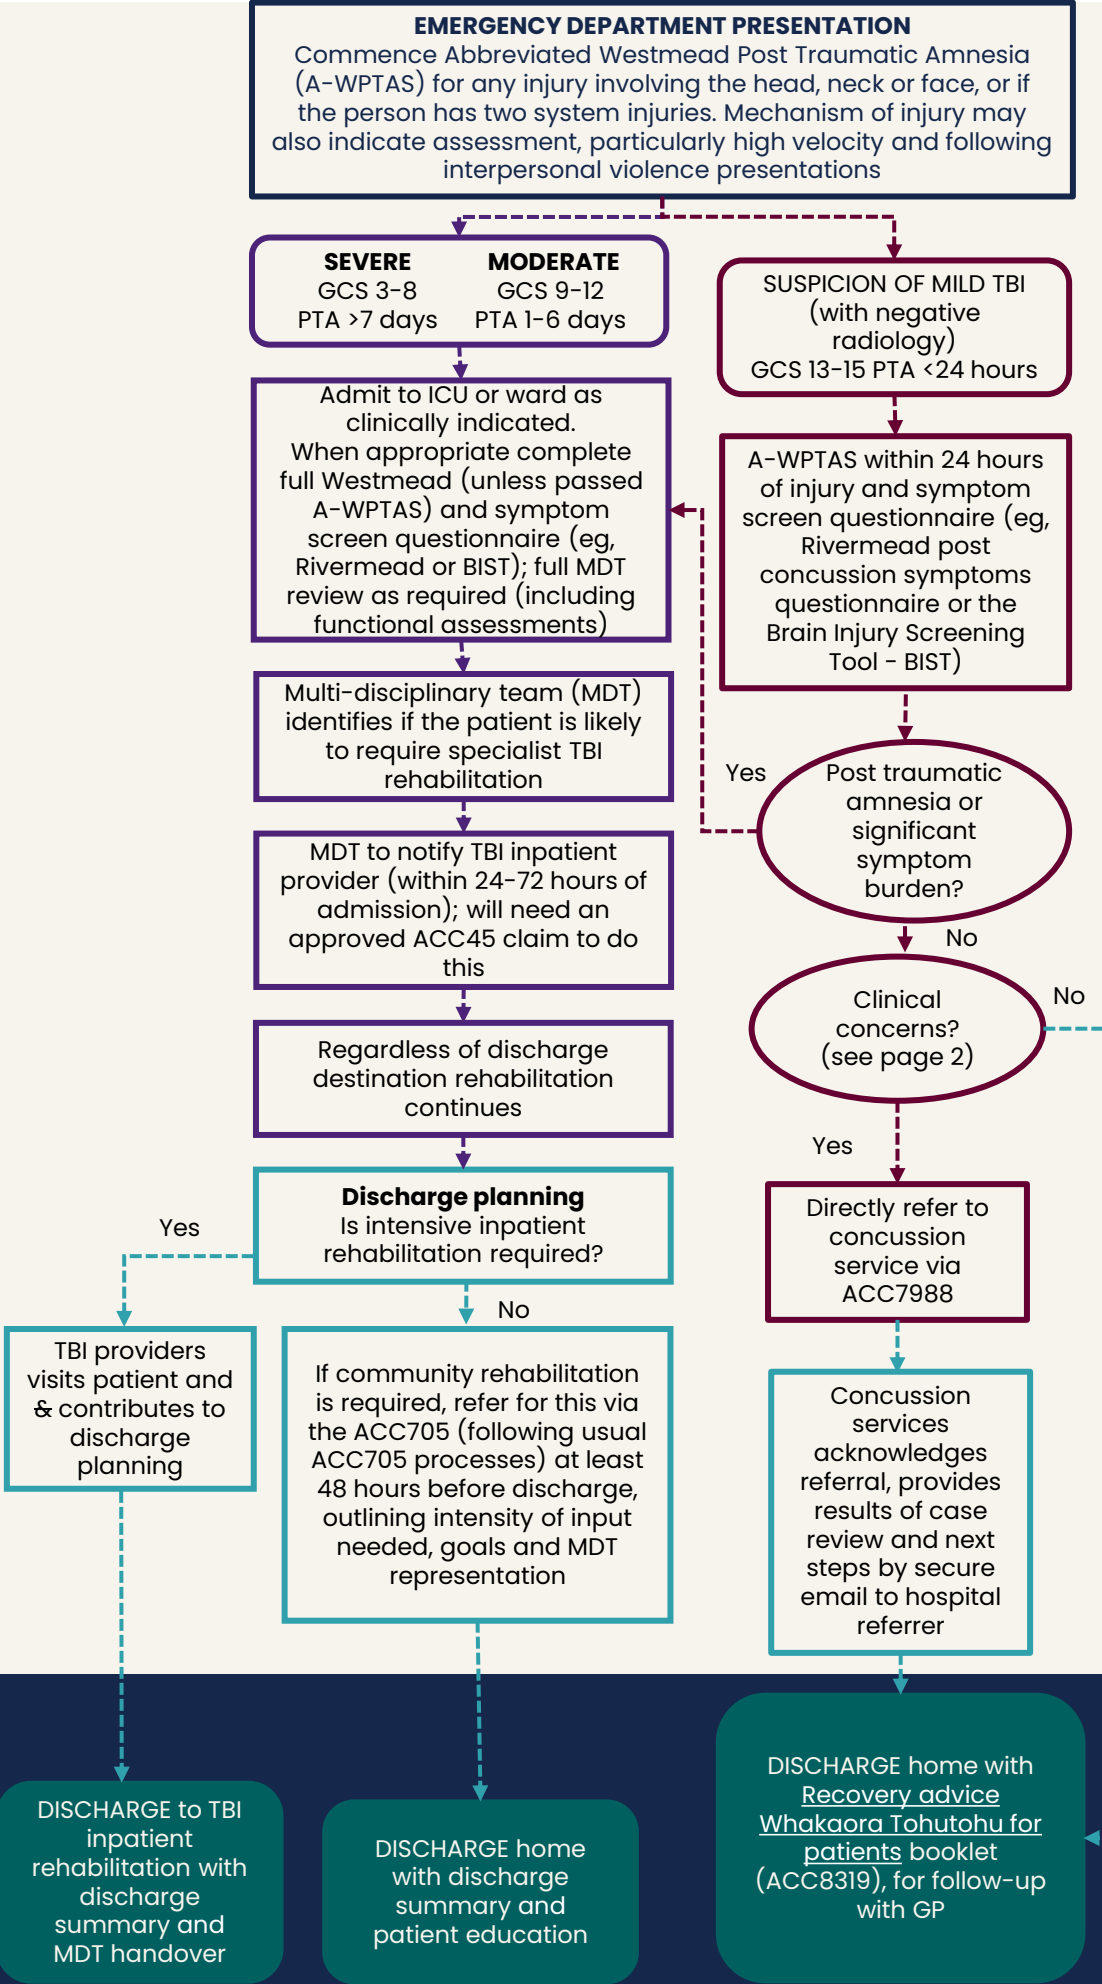 EMERGENCY DEPARTMENT PRESENTATION
Commence Abbreviated Westmead Post Traumatic Amnesia
(A-WPTAS) for any injury involving the head, neck or face, or if
the person has two system injuries. Mechanism of injury may
also indicate assessment, particularly high velocity and following
interpersonal violence presentations
SEVERE
GCS 3-8
PTA >7 days
MODERATE
GCS 9-12
PTA 1-6 days
SUSPICION OF MILD TBI
(with negative
radiology)
GCS 13-15 PTA <24 hours
Admit to ICU or ward as
clinically indicated.
When appropriate complete
full Westmead (unless passed
A-WPTAS) and symptom
screen questionnaire (eg,
Rivermead or BIST); full MDT
review as required (including
functional assessments)
A-WPTAS within 24 hours
of injury and symptom
screen questionnaire (eg,
Rivermead post
concussion symptoms
questionnaire or the
Brain Injury Screening
Tool - BIST)
Multi-disciplinary team (MDT)
identifies if the patient is likely
to require specialist TBI
rehabilitation
Yes
Post traumatic
amnesia or
significant
symptom
burden?
MDT to notify TBI inpatient
provider (within 24-72 hours of
admission); will need an
approved ACC45 claim to do
this
No
Clinical
concerns?
(see page 2)
No
Regardless of discharge
destination rehabilitation
continues
Yes
Discharge planning
Is intensive inpatient
rehabilitation required?
Yes
No
Directly refer to
concussion
service via
ACC7988
TBI providers
visits patient and
& contributes to
discharge
planning
If community rehabilitation
is required, refer for this via
the ACC705 (following usual
ACC705 processes) at least
48 hours before discharge,
outlining intensity of input
needed, goals and MDT
representation
Concussion
services
acknowledges
referral, provides
results of case
review and next
steps by secure
email to hospital
referrer
DISCHARGE to TBI
inpatient
rehabilitation with
discharge
summary and
MDT handover
DISCHARGE home
with discharge
summary and
patient education
DISCHARGE home with
Recovery advice
Whakaora Tohutohu for
patients booklet
(ACC8319), for follow-up
with GP